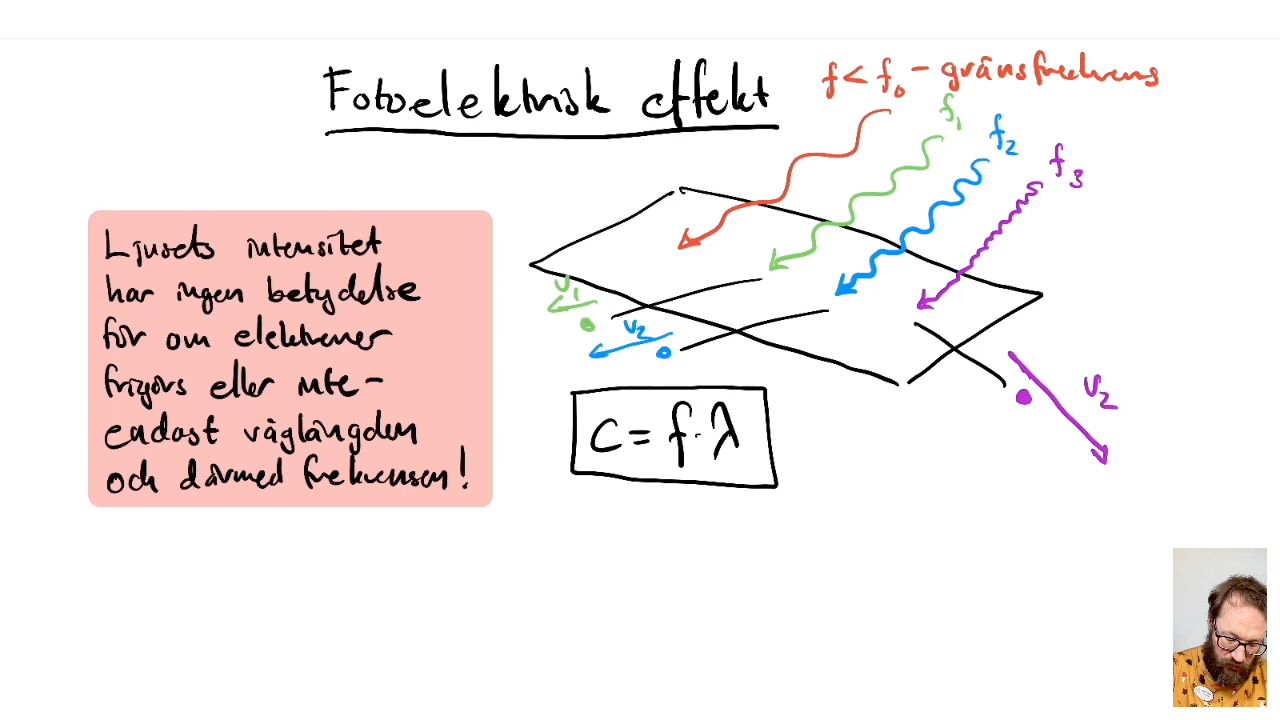 Fotoelektrisk effekt
f < f₀ - gränsfrekvens
f₁
f₂
f₃
Ljusets intensitet
har ingen betydelse
för om elektroner
frigörs eller inte -
endast våglängden
och därmed frekvensen!
v₁
v₂
v₂
c = f · λ